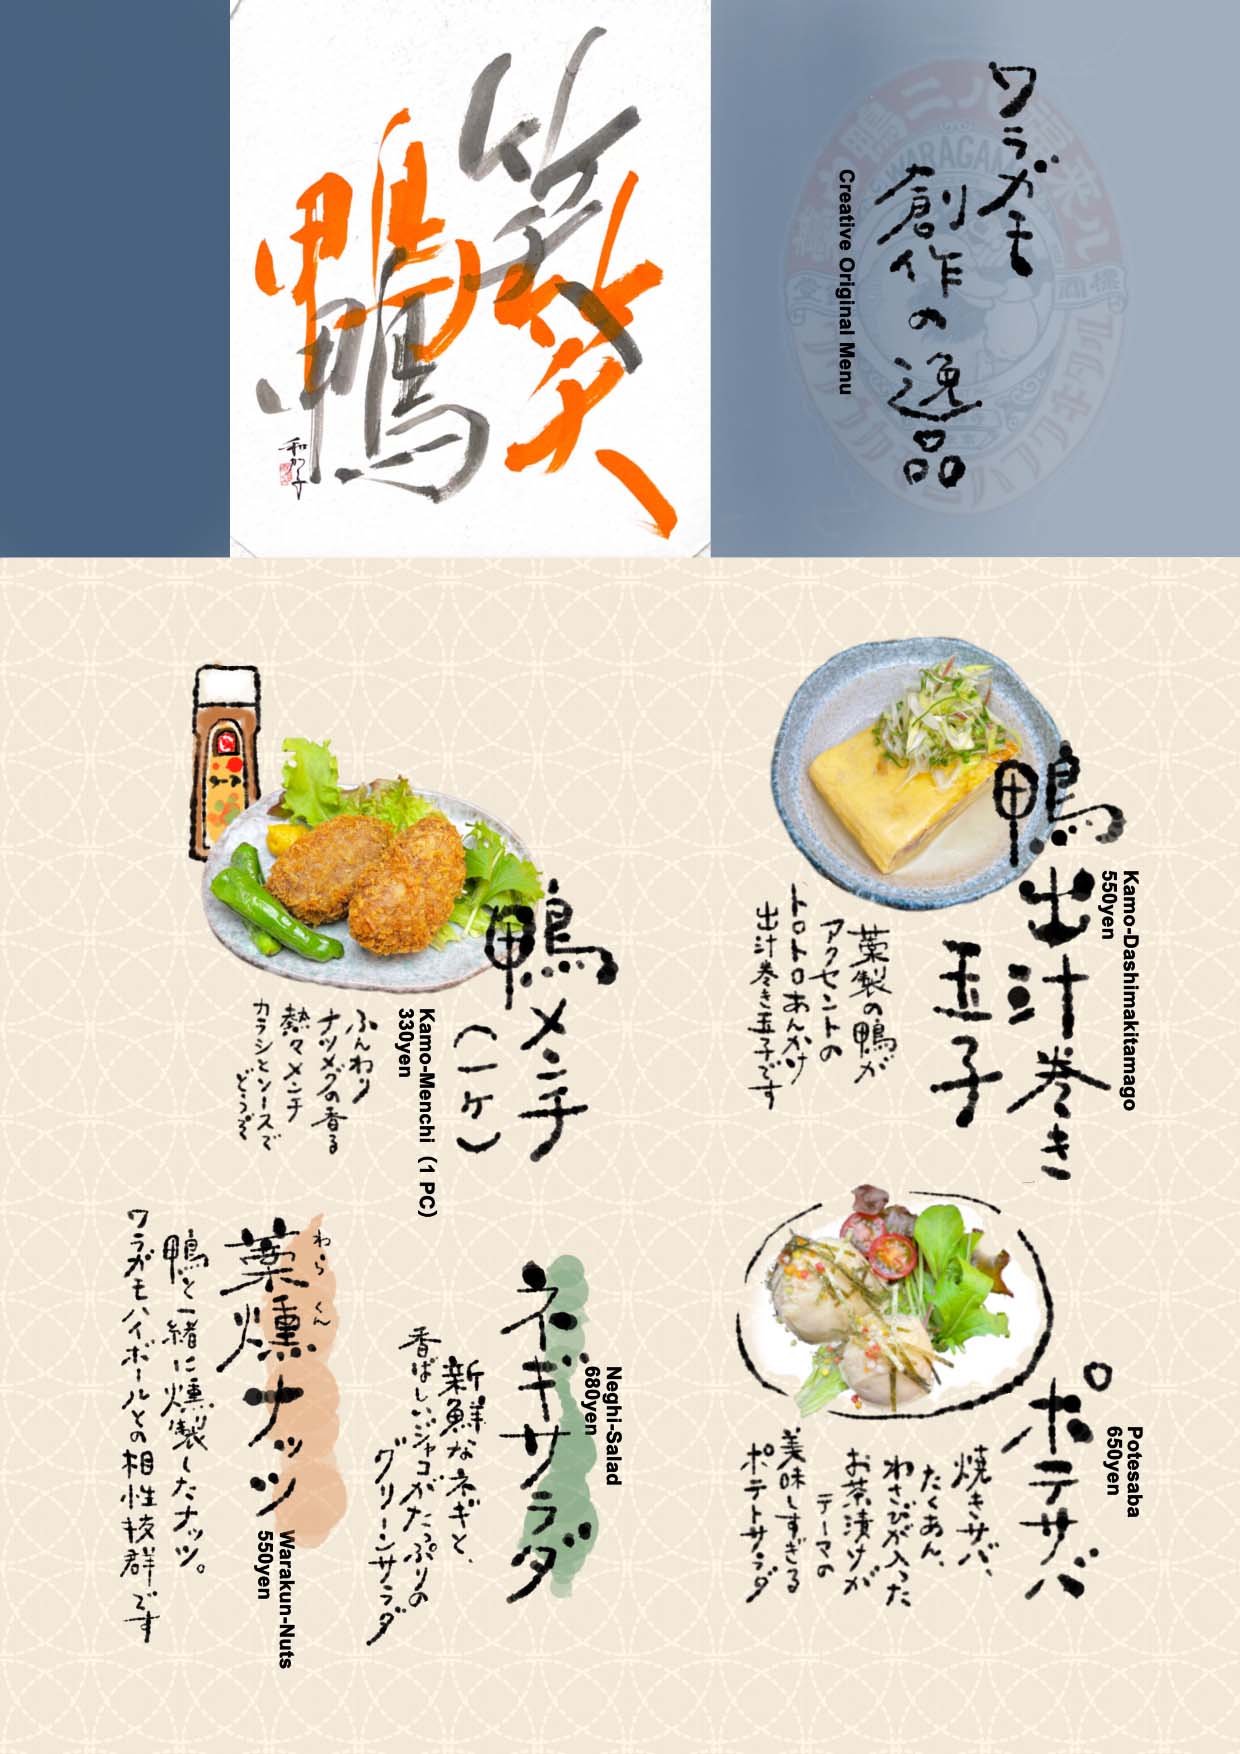 ワラガモ
創作の逸品
Creative Original Menu
笑
鴨
笑
鴨
WARAGAMO
鴨出汁巻き
玉子
Kamo-Dashimakitamago
550yen
藁製の鴨が
アクセントの
トロトロあんかけ
出汁巻き玉子です
鴨メンチ
(一ヶ)
Kamo-Menchi (1 PC)
330yen
ふんわり
ナツメグの香る
熱々メンチ
カラシとソースで
どうぞ
ポテサバ
Potesaba
650yen
焼きサバ、
たくあん、
わさびが入った
お茶漬けが
テーマの
美味しすぎる
ポテトサラダ
ネギサラダ
Neghi-Salad
680yen
新鮮なネギと、
香ばしいジャコがたっぷりの
グリーンサラダ
わらくん
藁燻ナッツ
Warakun-Nuts
550yen
鴨と一緒に燻製したナッツ。
ワラガモハイボールとの相性抜群です